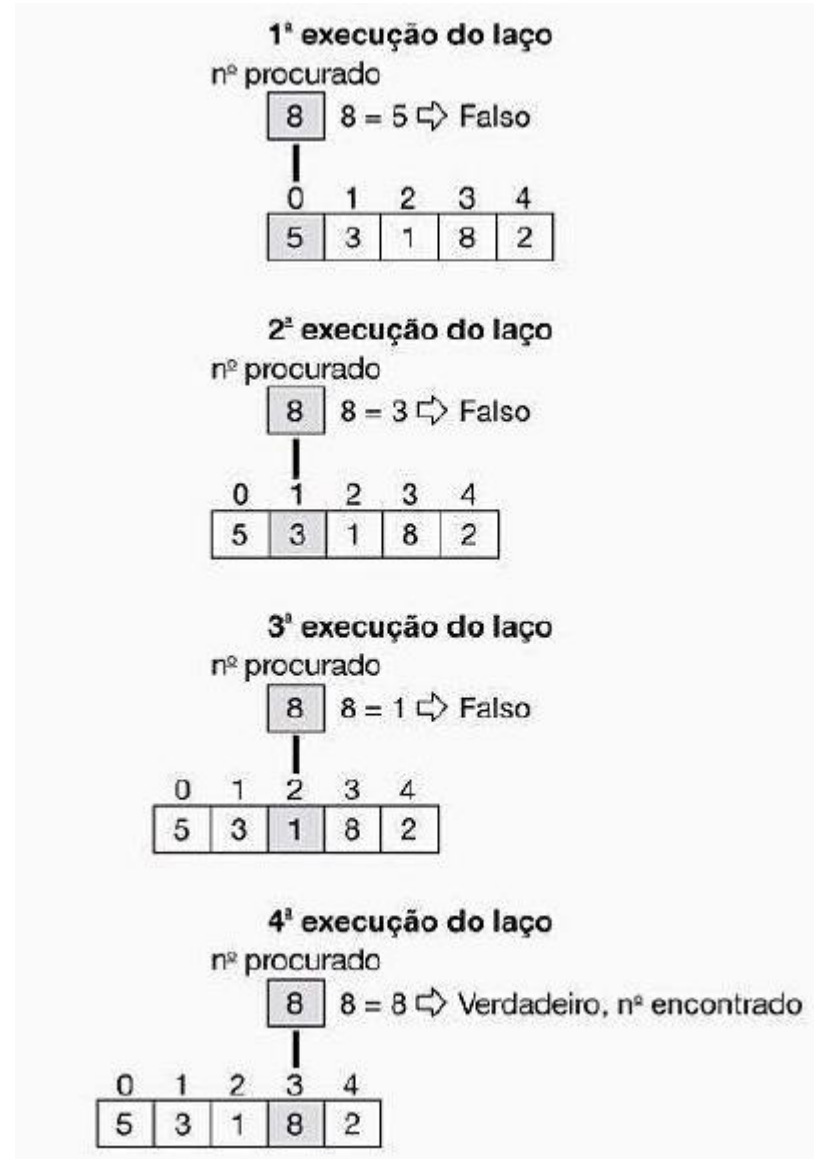 1ª execução do laço
nº procurado
8 8 = 5 ⇨ Falso
0 1 2 3 4
5 3 1 8 2
2ª execução do laço
nº procurado
8 8 = 3 ⇨ Falso
0 1 2 3 4
5 3 1 8 2
3ª execução do laço
nº procurado
8 8 = 1 ⇨ Falso
0 1 2 3 4
5 3 1 8 2
4ª execução do laço
nº procurado
8 8 = 8 ⇨ Verdadeiro, nº encontrado
0 1 2 3 4
5 3 1 8 2